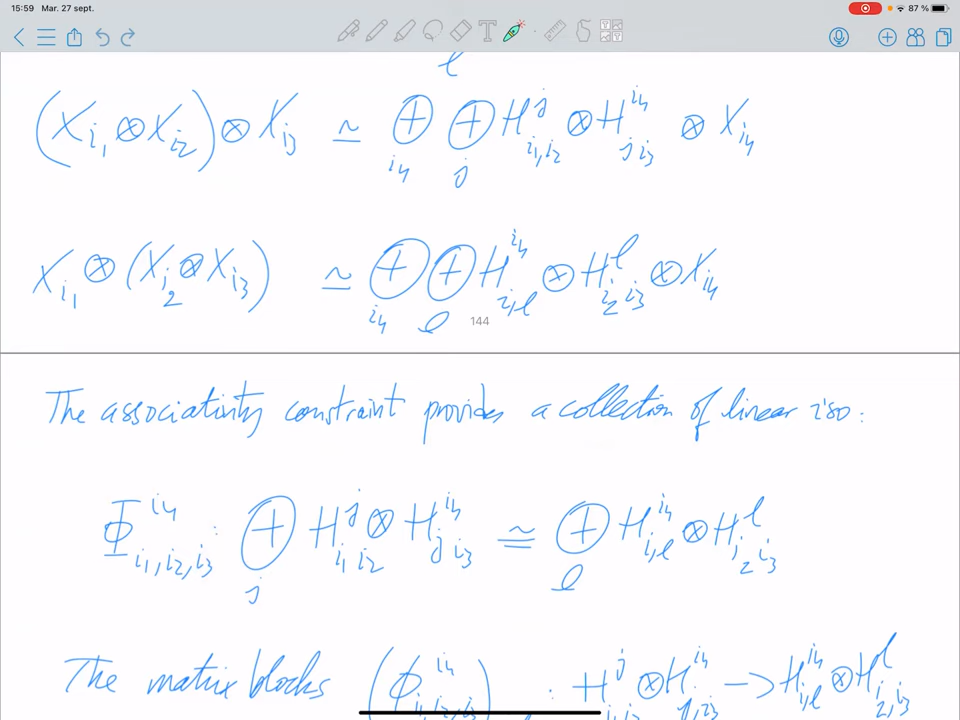 15:59 Mar. 27 sept. 87 %
l
(X_{i_1} ⊗ X_{i_2}) ⊗ X_{i_3} ≃ ⊕_{i_4} ⊕_j H^j_{i_1,i_2} ⊗ H^{i_4}_{j i_3} ⊗ X_{i_4}
X_{i_1} ⊗ (X_{i_2} ⊗ X_{i_3}) ≃ ⊕_{i_4} ⊕_l H^{i_4}_{i_1 l} ⊗ H^l_{i_2 i_3} ⊗ X_{i_4}
144
The associativity constraint provides a collection of linear iso:
Φ^{i_4}_{i_1,i_2,i_3} : ⊕_j H^j_{i_1 i_2} ⊗ H^{i_4}_{j i_3} ≅ ⊕_l H^{i_4}_{i_1 l} ⊗ H^l_{i_2 i_3}
The matrix blocks (Φ^{i_4}_{i_1,i_2,i_3}) : H^j_{i_1,i_2} ⊗ H^{i_4}_{j,i_3} → H^{i_4}_{i_1 l} ⊗ H^l_{i_2,i_3}